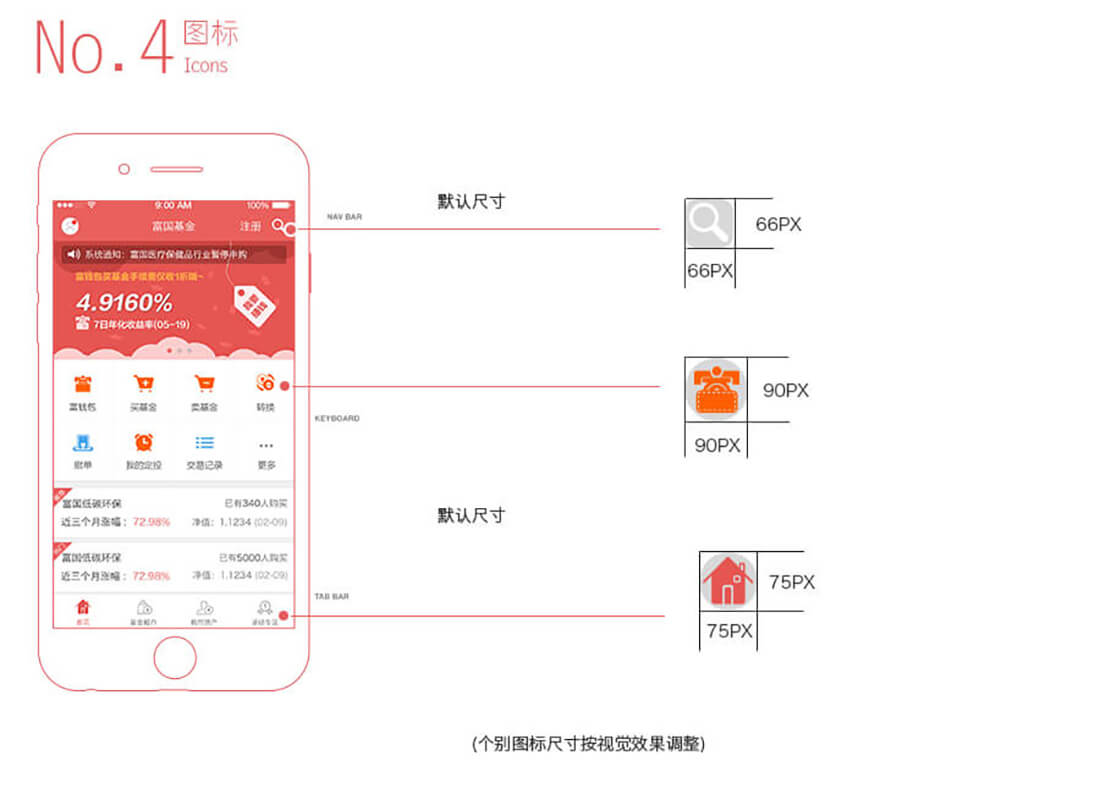 No.4 图标
Icons
9:00 AM 100%
富国基金 注册
系统通知：富国医疗保健品行业暂停申购
富钱包买基金手续费仅收1折喔~
4.9160%
7日年化收益率(05-19)
富钱包 买基金 卖基金 转换
账单 我的定投 交易记录 更多
富国低碳环保 已有340人购买
近三个月涨幅：72.98% 净值：1.1234 (02-09)
富国低碳环保 已有5000人购买
近三个月涨幅：72.98% 净值：1.1234 (02-09)
首页 我的资产
NAV BAR
默认尺寸
66PX
66PX
KEYBOARD
90PX
90PX
默认尺寸
TAB BAR
75PX
75PX
(个别图标尺寸按视觉效果调整)